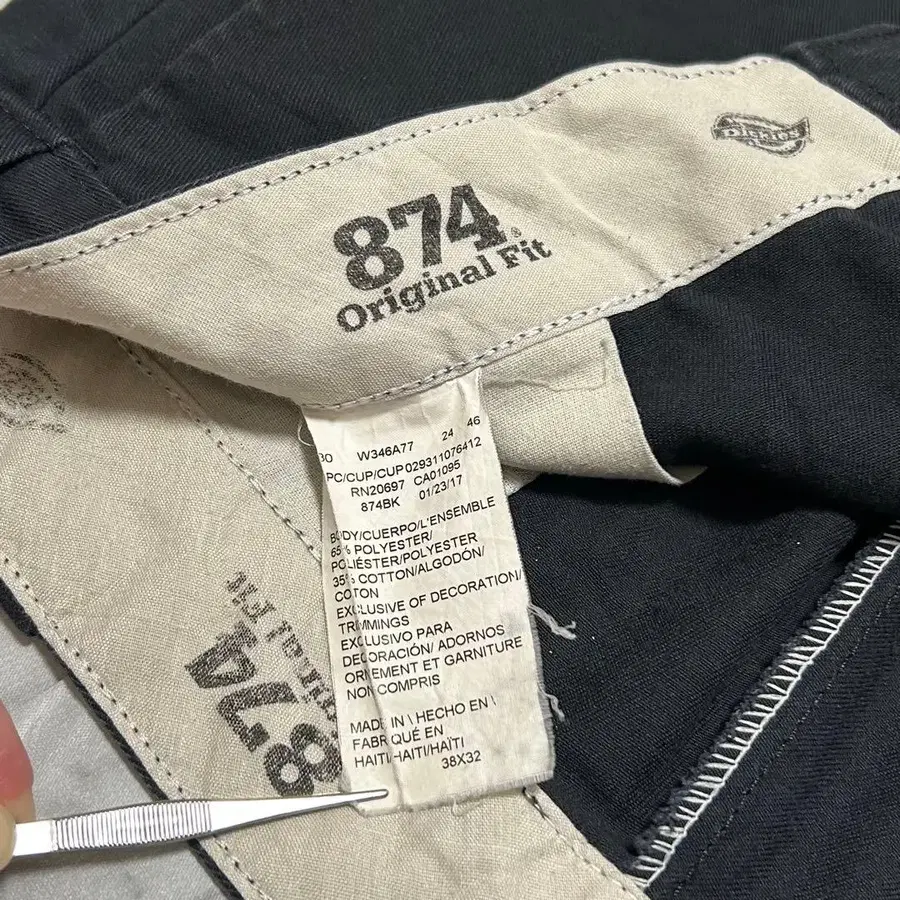 Dickies
874
Original Fit
30 W346A77 24 46
PC/CUP/CUP 029311076412
RN20697 CA01095
874BK 01/23/17
BODY/CUERPO/L'ENSEMBLE
65% POLYESTER/
POLIÉSTER/POLYESTER
35% COTTON/ALGODÓN/
COTON
EXCLUSIVE OF DECORATION/
TRIMMINGS
EXCLUSIVO PARA
DECORACIÓN/ ADORNOS
ORNEMENT ET GARNITURE
NON COMPRIS
MADE IN \ HECHO EN \
FABRIQUÉ EN
HAITI/HAITI/HAÏTI
38X32
874